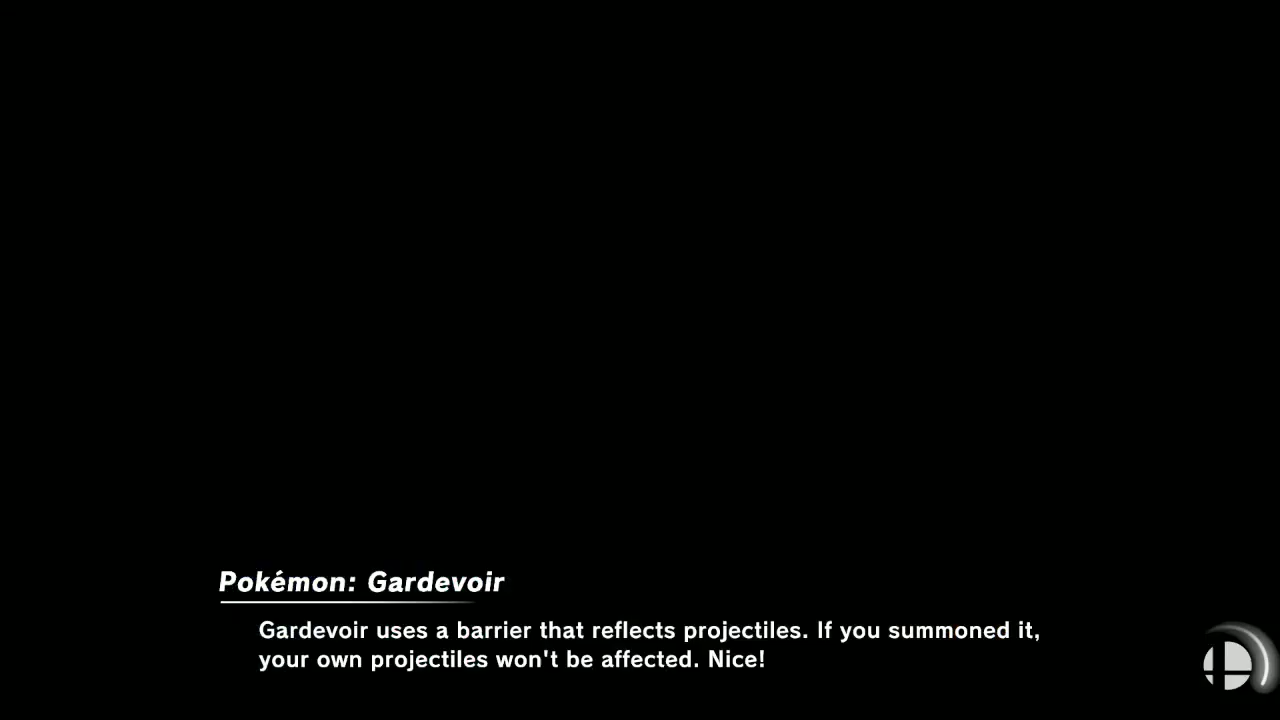 Pokémon: Gardevoir
Gardevoir uses a barrier that reflects projectiles. If you summoned it,
your own projectiles won't be affected. Nice!